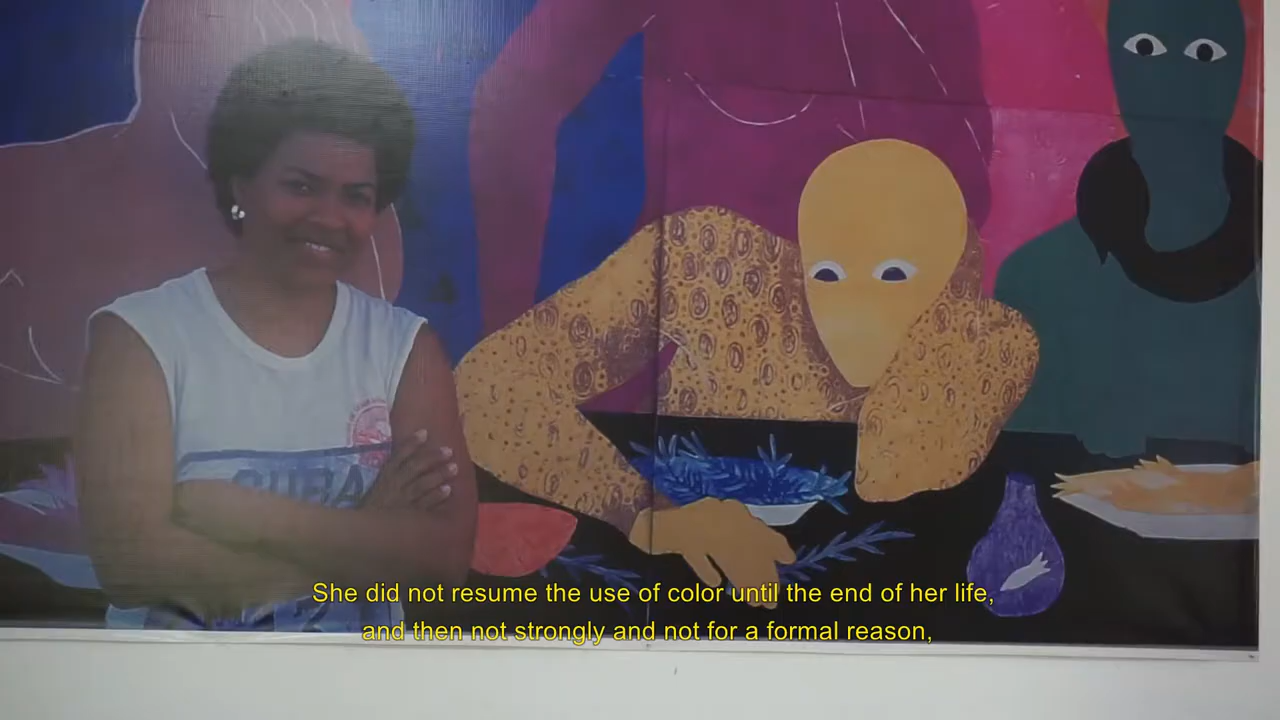 CUBA
She did not resume the use of color until the end of her life,
and then not strongly and not for a formal reason,